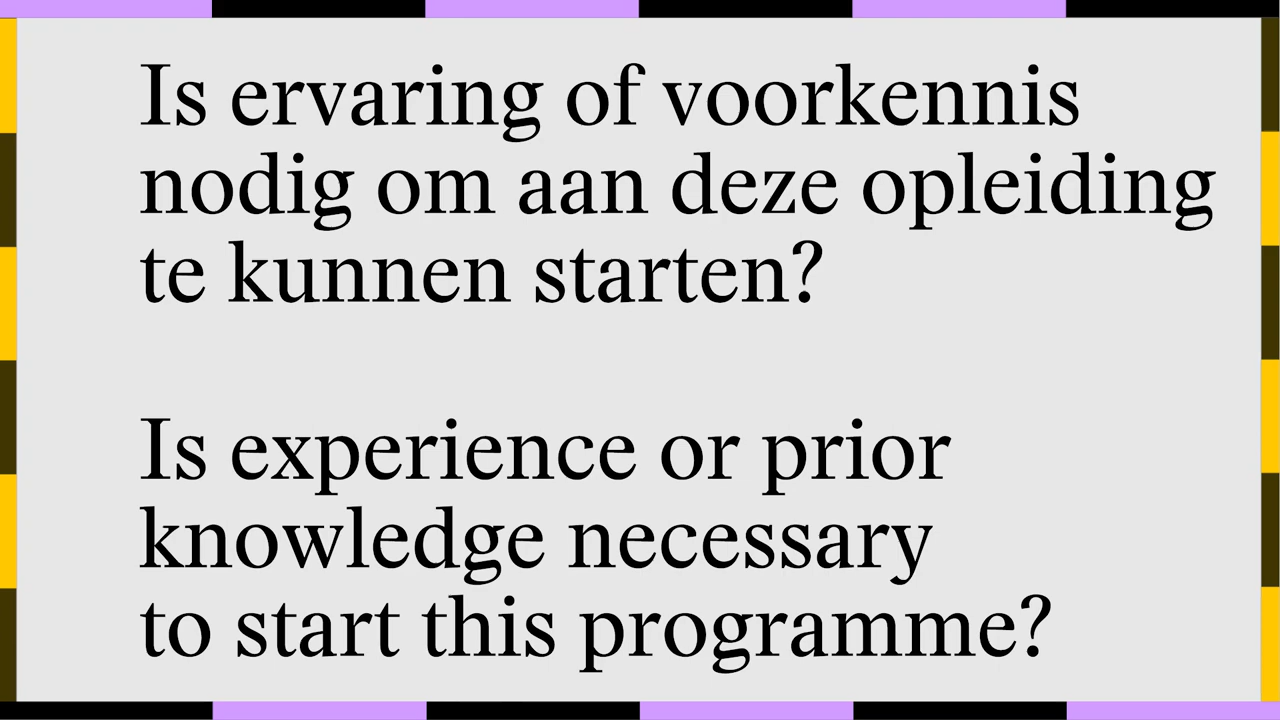 Is ervaring of voorkennis
nodig om aan deze opleiding
te kunnen starten?
Is experience or prior
knowledge necessary
to start this programme?